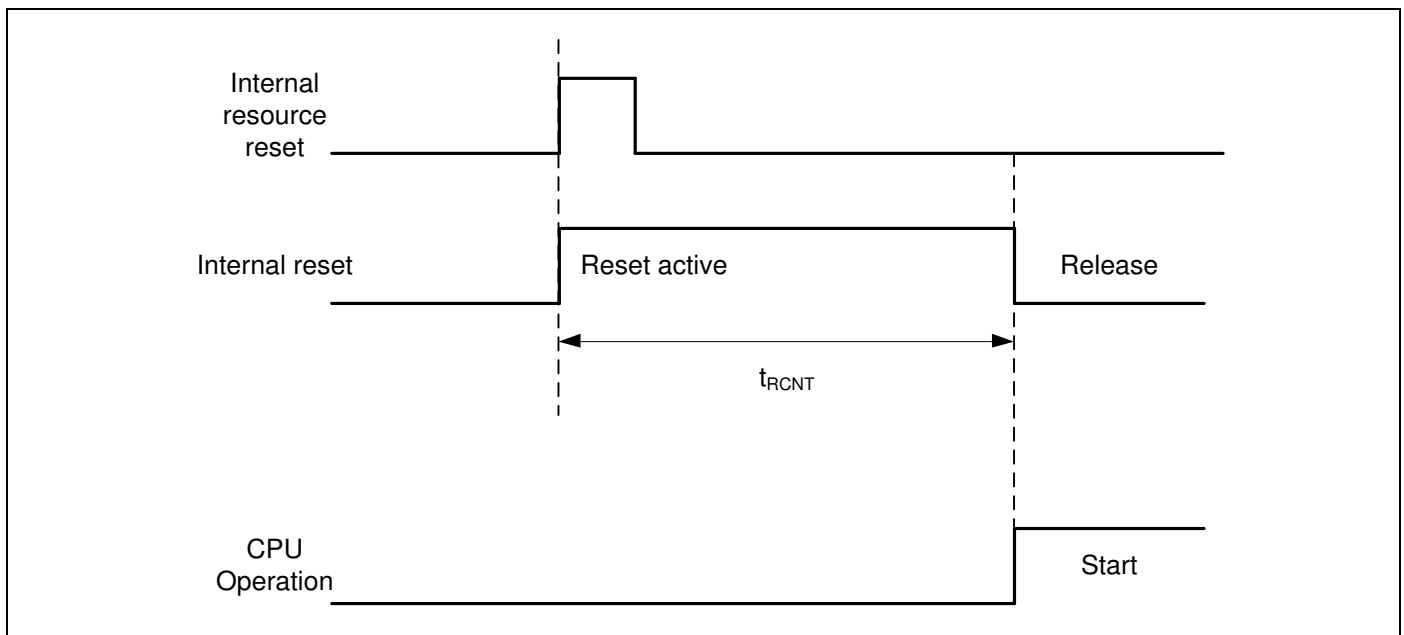 Internal
resource
reset
Internal reset
Reset active
Release
tRCNT
CPU
Operation
Start